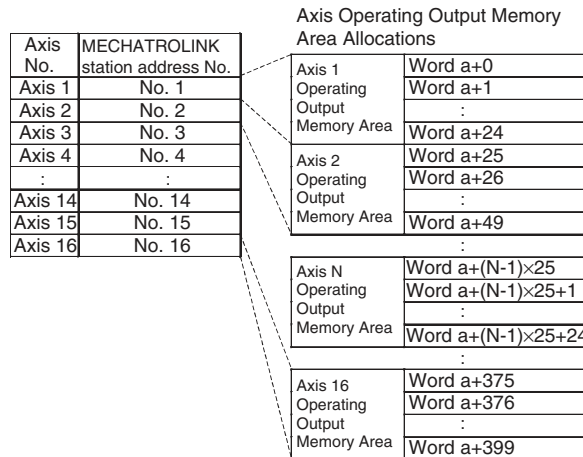 Axis Operating Output Memory
Area Allocations
Axis No. MECHATROLINK station address No.
Axis 1 No. 1
Axis 2 No. 2
Axis 3 No. 3
Axis 4 No. 4
: :
Axis 14 No. 14
Axis 15 No. 15
Axis 16 No. 16
Axis 1
Operating
Output
Memory Area
Word a+0
Word a+1
:
Word a+24
Axis 2
Operating
Output
Memory Area
Word a+25
Word a+26
:
Word a+49
:
Axis N
Operating
Output
Memory Area
Word a+(N-1)×25
Word a+(N-1)×25+1
:
Word a+(N-1)×25+24
:
Axis 16
Operating
Output
Memory Area
Word a+375
Word a+376
:
Word a+399